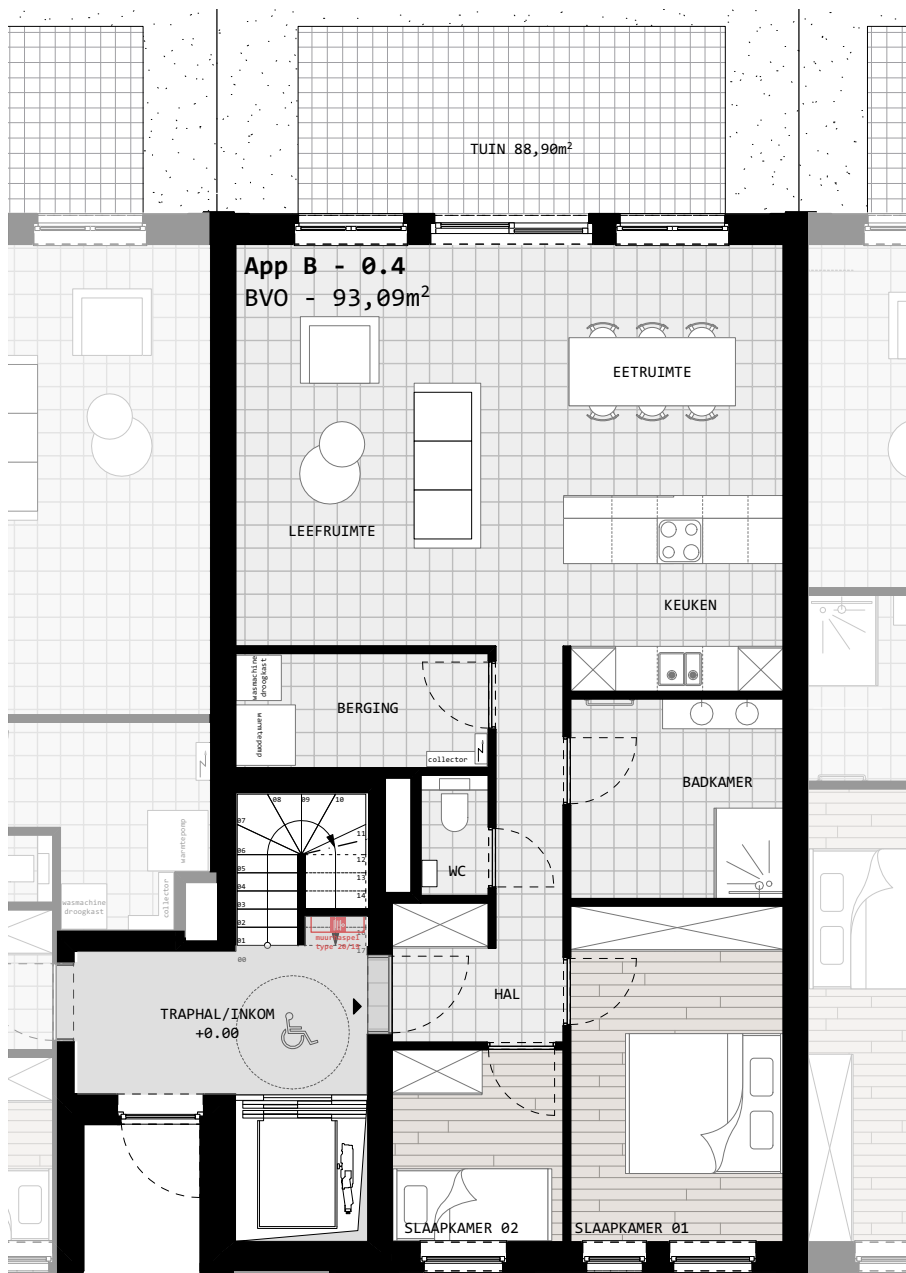 TUIN 88,90m²
App B - 0.4
BVO - 93,09m²
EETRUIMTE
LEEFRUIMTE
KEUKEN
wasmachine
droogkast
BERGING
warmtepomp
collector
BADKAMER
08 09 10
07
11
06
12
05
13
04
14
03
02
01
00
17
WC
muurhaspel
warmtepomp
collector
wasmachine
droogkast
HAL
TRAPHAL/INKOM
+0.00
SLAAPKAMER 02
SLAAPKAMER 01